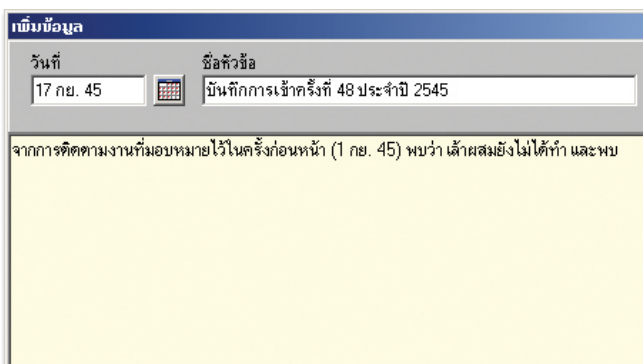 เพิ่มข้อมูล
วันที่ ชื่อหัวข้อ
17 กย. 45 บันทึกการเข้าครั้งที่ 48 ประจำปี 2545
จากการติดตามงานที่มอบหมายไว้ในครั้งก่อนหน้า (1 กย. 45) พบว่า เล้าผสมยังไม่ได้ทำ และพบ